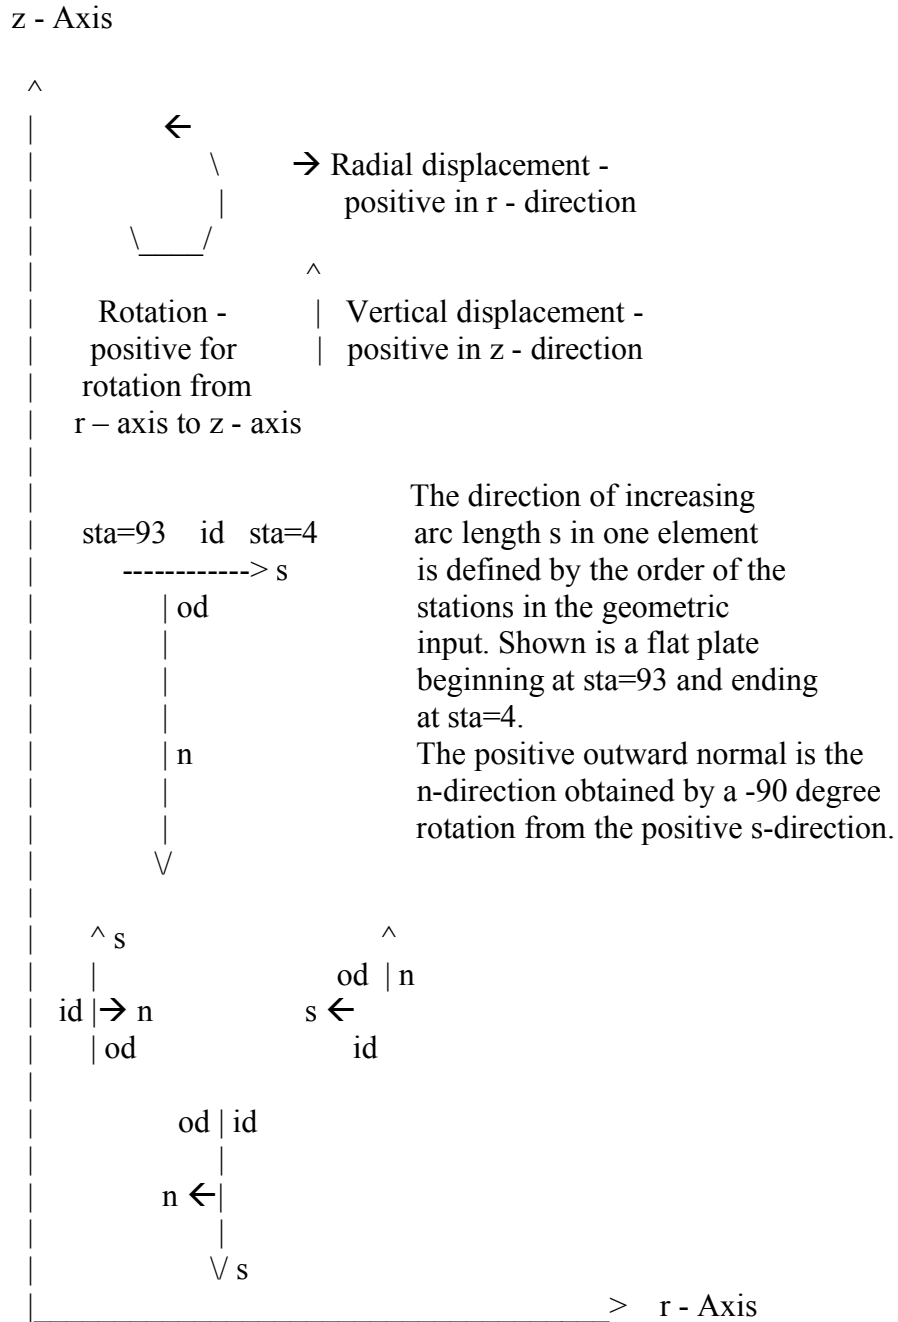 z - Axis
^
| ←
| \ → Radial displacement -
| | positive in r - direction
| \____/
| ^
| Rotation - | Vertical displacement -
| positive for | positive in z - direction
| rotation from
| r – axis to z - axis
|
| The direction of increasing
| sta=93 id sta=4 arc length s in one element
| ------------> s is defined by the order of the
| | od stations in the geometric
| | input. Shown is a flat plate
| | beginning at sta=93 and ending
| | at sta=4.
| | n The positive outward normal is the
| | n-direction obtained by a -90 degree
| | rotation from the positive s-direction.
| \/
|
| ^ s ^
| | od | n
| id |→ n s ←
| | od id
|
| od | id
| |
| n ←|
| |
| \/ s
|____________________________________> r - Axis